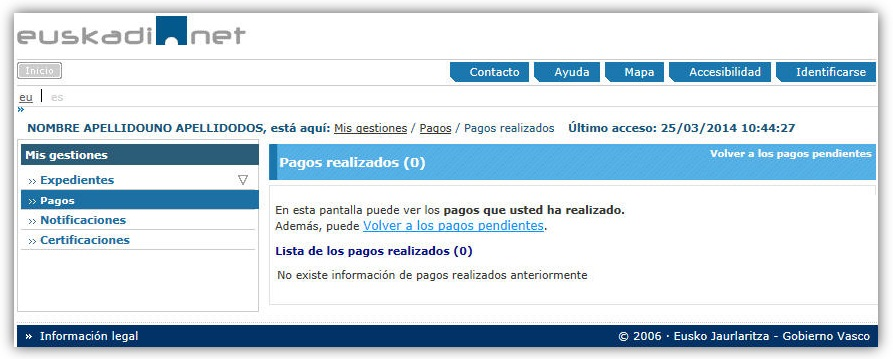 euskadi.net
Inicio
Contacto Ayuda Mapa Accesibilidad Identificarse
eu es
»
NOMBRE APELLIDOUNO APELLIDODOS, está aquí: Mis gestiones / Pagos / Pagos realizados Último acceso: 25/03/2014 10:44:27
Mis gestiones
›› Expedientes ▽
›› Pagos
›› Notificaciones
›› Certificaciones
Pagos realizados (0)
Volver a los pagos pendientes
En esta pantalla puede ver los pagos que usted ha realizado.
Además, puede Volver a los pagos pendientes.
Lista de los pagos realizados (0)
No existe información de pagos realizados anteriormente
» Información legal
© 2006 · Eusko Jaurlaritza - Gobierno Vasco